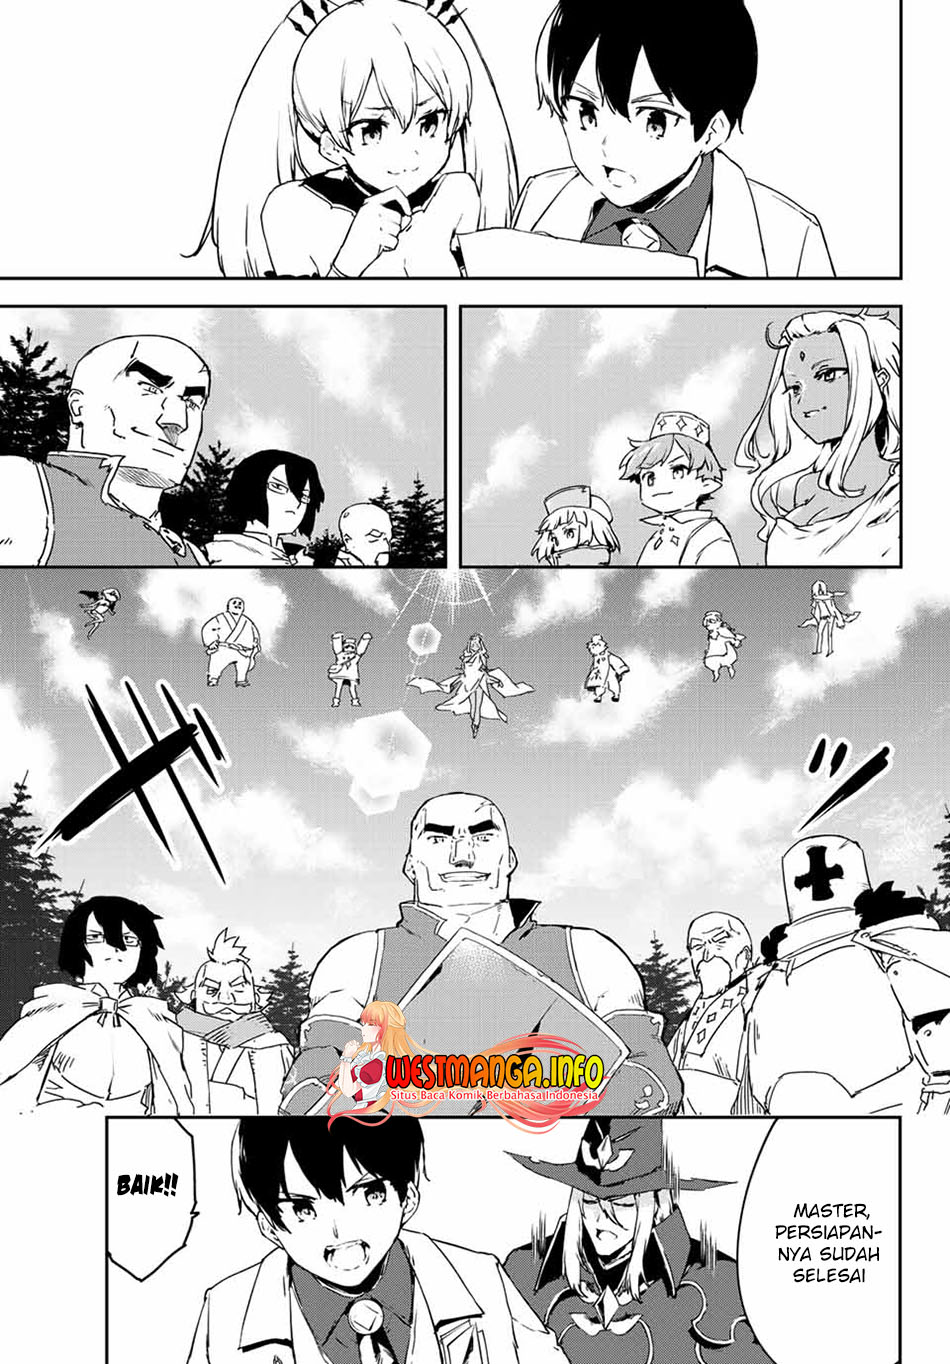 WESTMANGA.INFO
Situs Baca Komik Berbahasa Indonesia
MASTER,
PERSIAPAN-
NYA SUDAH
SELESAI
BAIK!!